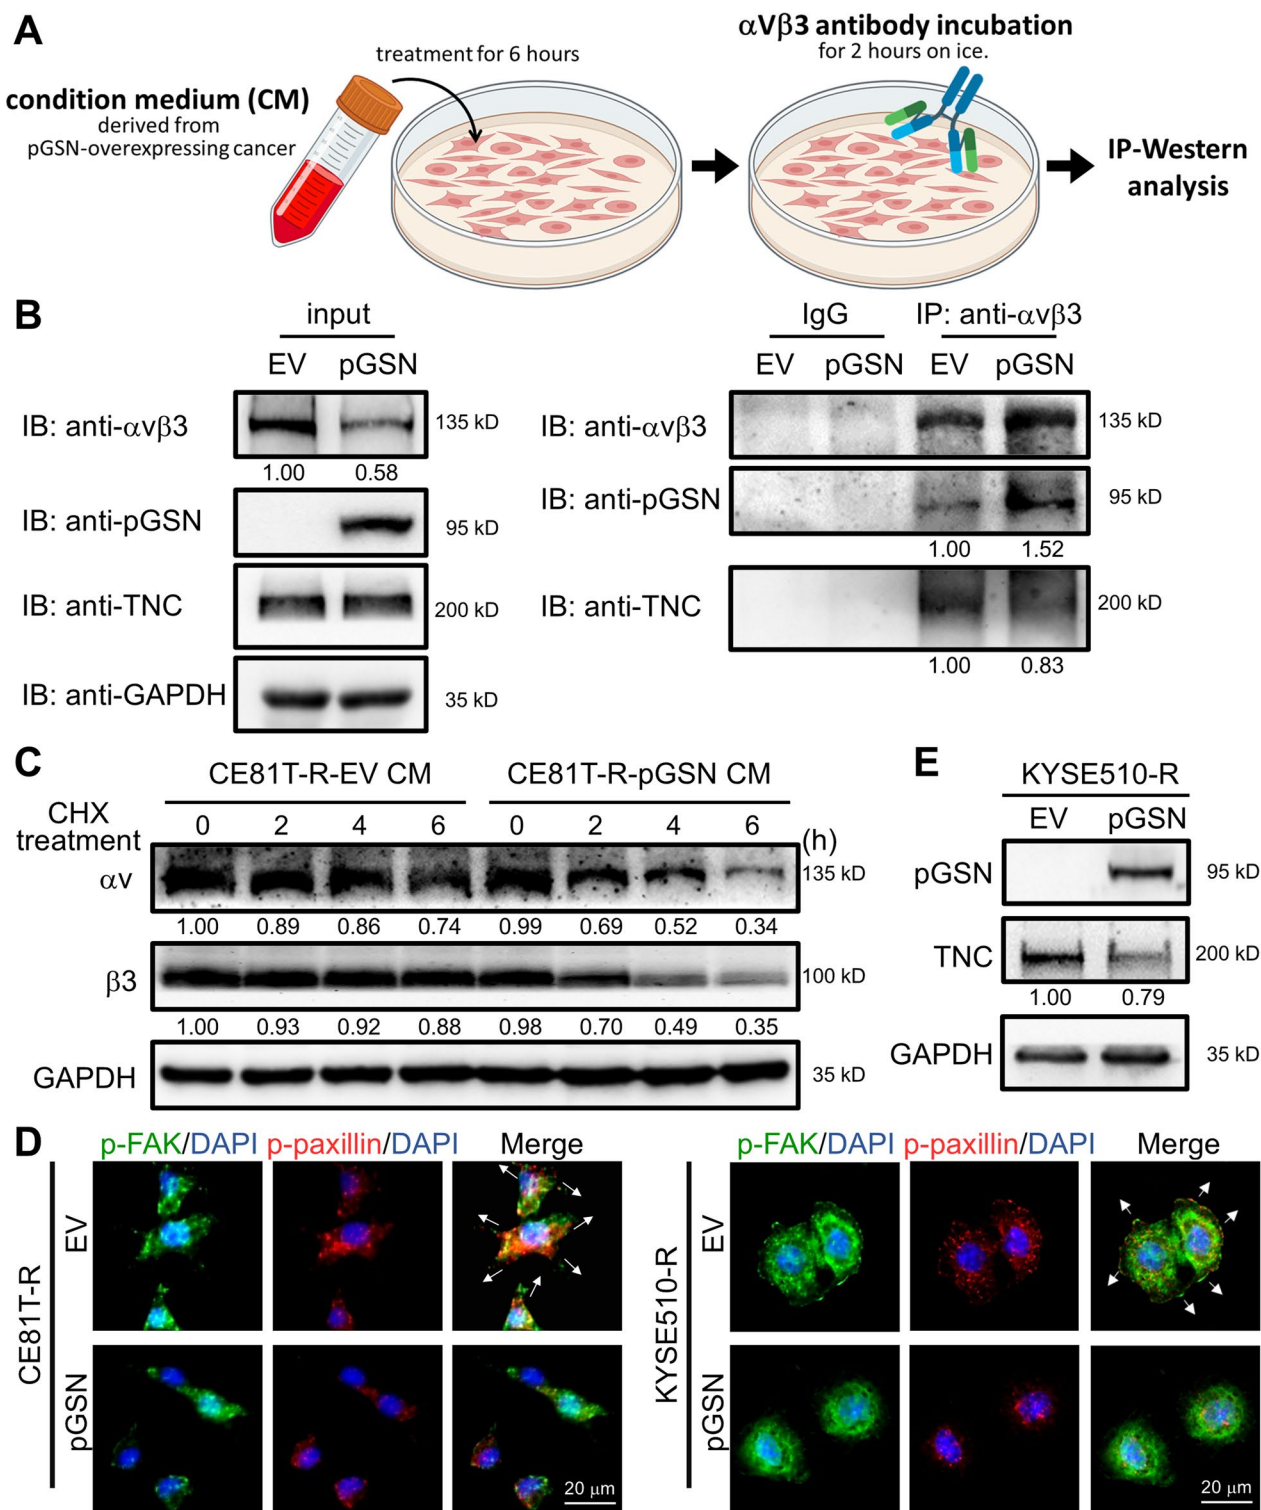 A
condition medium (CM)
derived from
pGSN-overexpressing cancer
treatment for 6 hours
αVβ3 antibody incubation
for 2 hours on ice.
IP-Western
analysis
B
input
EV pGSN
IB: anti-αvβ3
135 kD
1.00 0.58
IB: anti-pGSN
95 kD
IB: anti-TNC
200 kD
IB: anti-GAPDH
35 kD
IgG IP: anti-αvβ3
EV pGSN EV pGSN
IB: anti-αvβ3
135 kD
IB: anti-pGSN
95 kD
1.00 1.52
IB: anti-TNC
200 kD
1.00 0.83
C
CE81T-R-EV CM CE81T-R-pGSN CM
CHX
treatment
0 2 4 6 0 2 4 6 (h)
αv
135 kD
1.00 0.89 0.86 0.74 0.99 0.69 0.52 0.34
β3
100 kD
1.00 0.93 0.92 0.88 0.98 0.70 0.49 0.35
GAPDH
35 kD
E
KYSE510-R
EV pGSN
pGSN
95 kD
TNC
200 kD
1.00 0.79
GAPDH
35 kD
D
p-FAK/DAPI p-paxillin/DAPI Merge
CE81T-R
EV
pGSN
20 μm
p-FAK/DAPI p-paxillin/DAPI Merge
KYSE510-R
EV
pGSN
20 μm